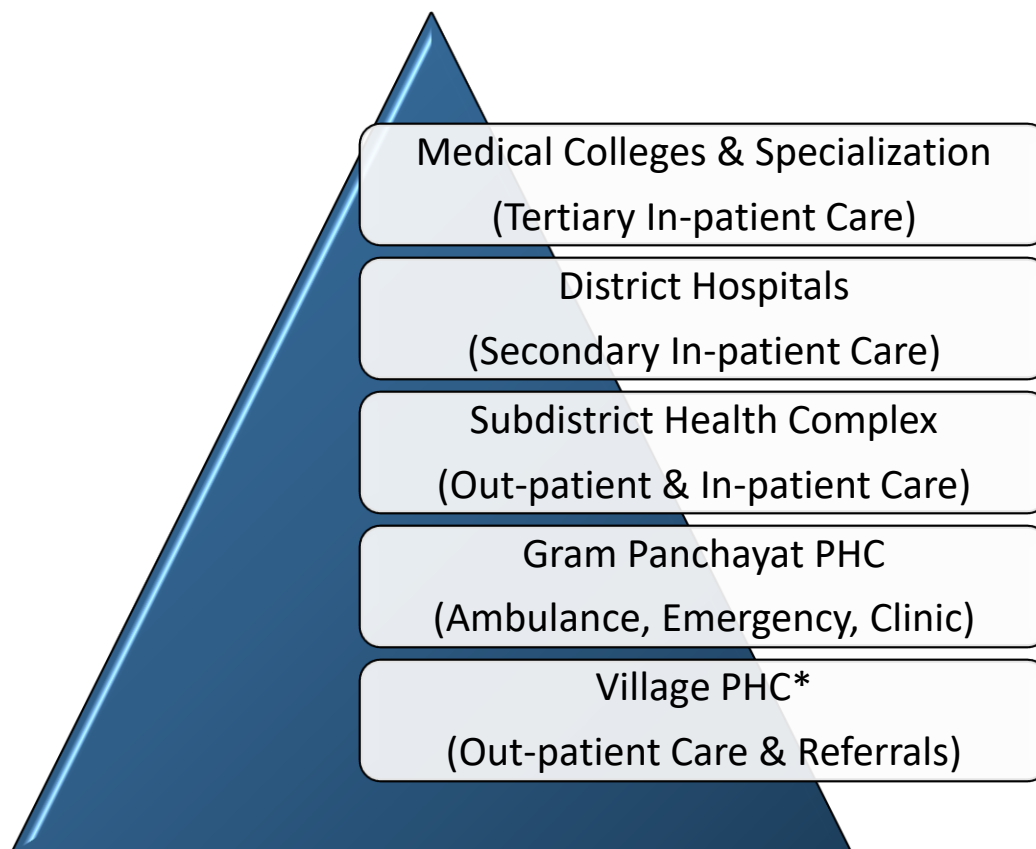 Medical Colleges & Specialization
(Tertiary In-patient Care)
District Hospitals
(Secondary In-patient Care)
Subdistrict Health Complex
(Out-patient & In-patient Care)
Gram Panchayat PHC
(Ambulance, Emergency, Clinic)
Village PHC*
(Out-patient Care & Referrals)